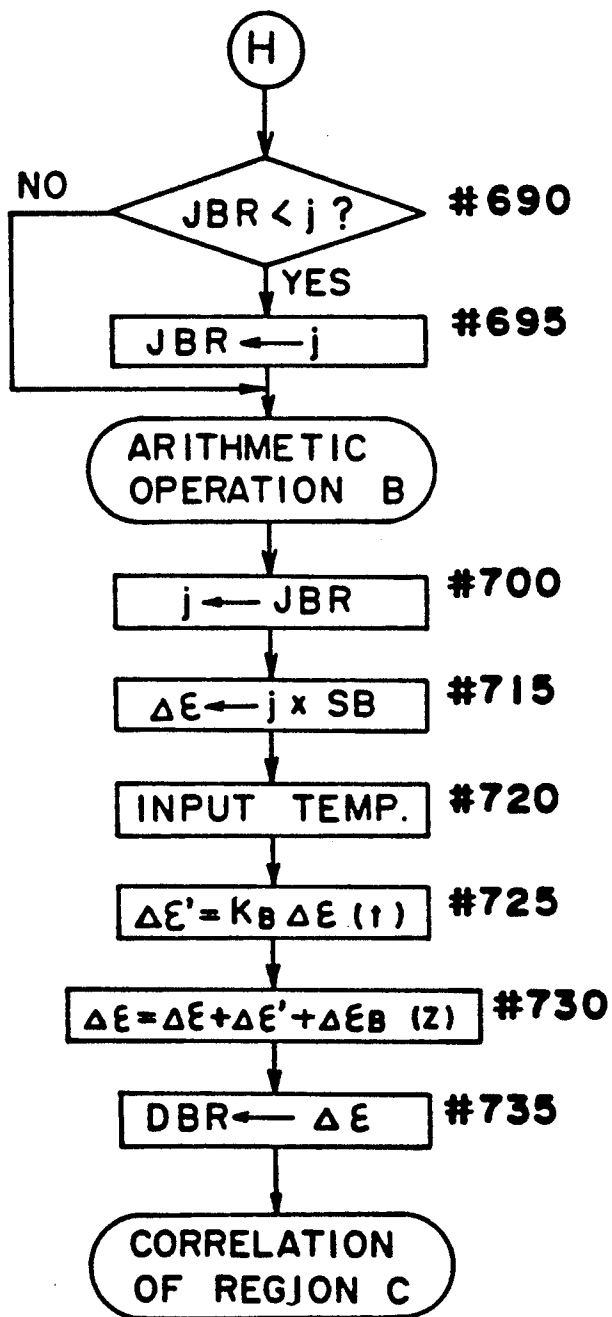 H
NO
JBR < j ?
#690
YES
JBR ← j
#695
ARITHMETIC
OPERATION B
j ← JBR
#700
Δε ← j x SB
#715
INPUT TEMP.
#720
Δε' = KB Δε (t)
#725
Δε = Δε + Δε' + ΔεB (Z)
#730
DBR ← Δε
#735
CORRELATION
OF REGION C